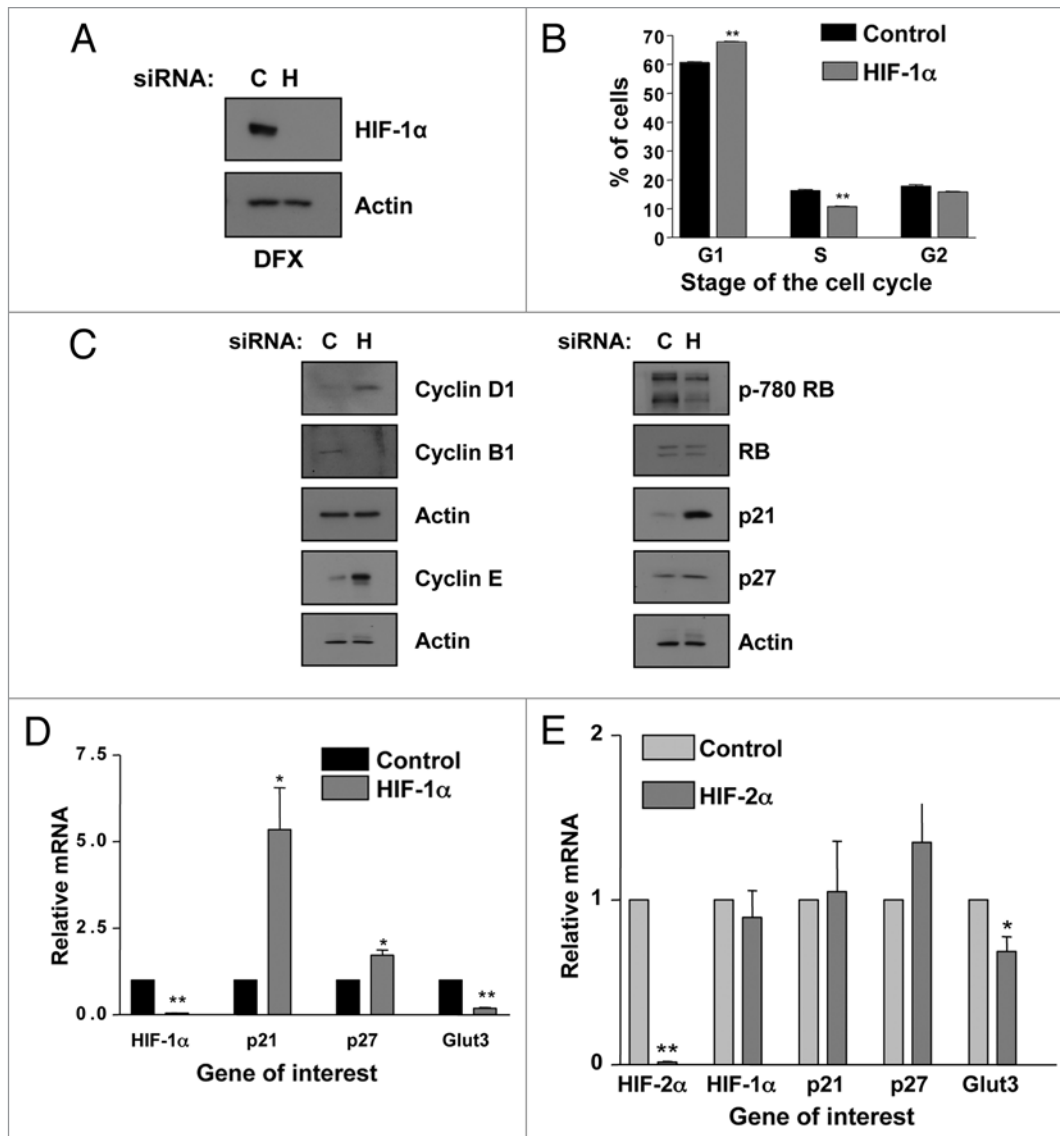 A
siRNA: C H
HIF-1α
Actin
DFX
B
Control
HIF-1α
% of cells
70
60
50
40
30
20
10
0
**
**
G1 S G2
Stage of the cell cycle
C
siRNA: C H
Cyclin D1
Cyclin B1
Actin
Cyclin E
Actin
siRNA: C H
p-780 RB
RB
p21
p27
Actin
D
Control
HIF-1α
Relative mRNA
7.5
5.0
2.5
0.0
**
*
*
**
HIF-1α p21 p27 Glut3
Gene of interest
E
Control
HIF-2α
Relative mRNA
2
1
0
**
*
HIF-2α HIF-1α p21 p27 Glut3
Gene of interest